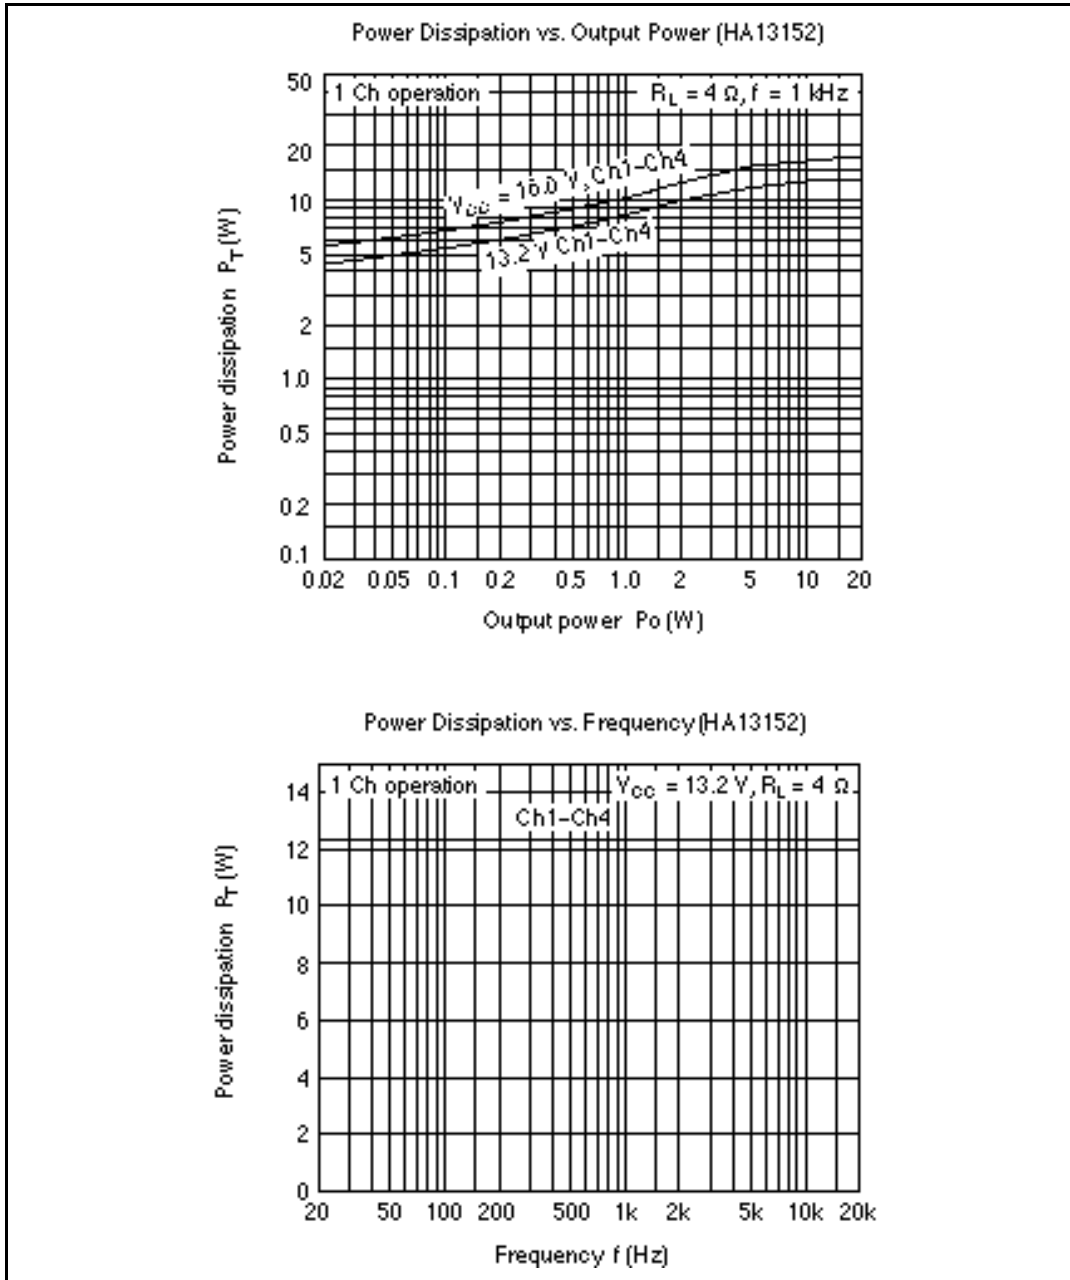 Power Dissipation vs. Output Power (HA13152)
1 Ch operation
R_L = 4 Ω, f = 1 kHz
V_CC = 16.0 V, Ch1–Ch4
13.2 V Ch1–Ch4
50
20
10
5
2
1.0
0.5
0.2
0.1
Power dissipation P_T (W)
0.02 0.05 0.1 0.2 0.5 1.0 2 5 10 20
Output power Po (W)
Power Dissipation vs. Frequency (HA13152)
1 Ch operation
V_CC = 13.2 V, R_L = 4 Ω
Ch1–Ch4
14
12
10
8
6
4
2
0
Power dissipation P_T (W)
20 50 100 200 500 1k 2k 5k 10k 20k
Frequency f (Hz)